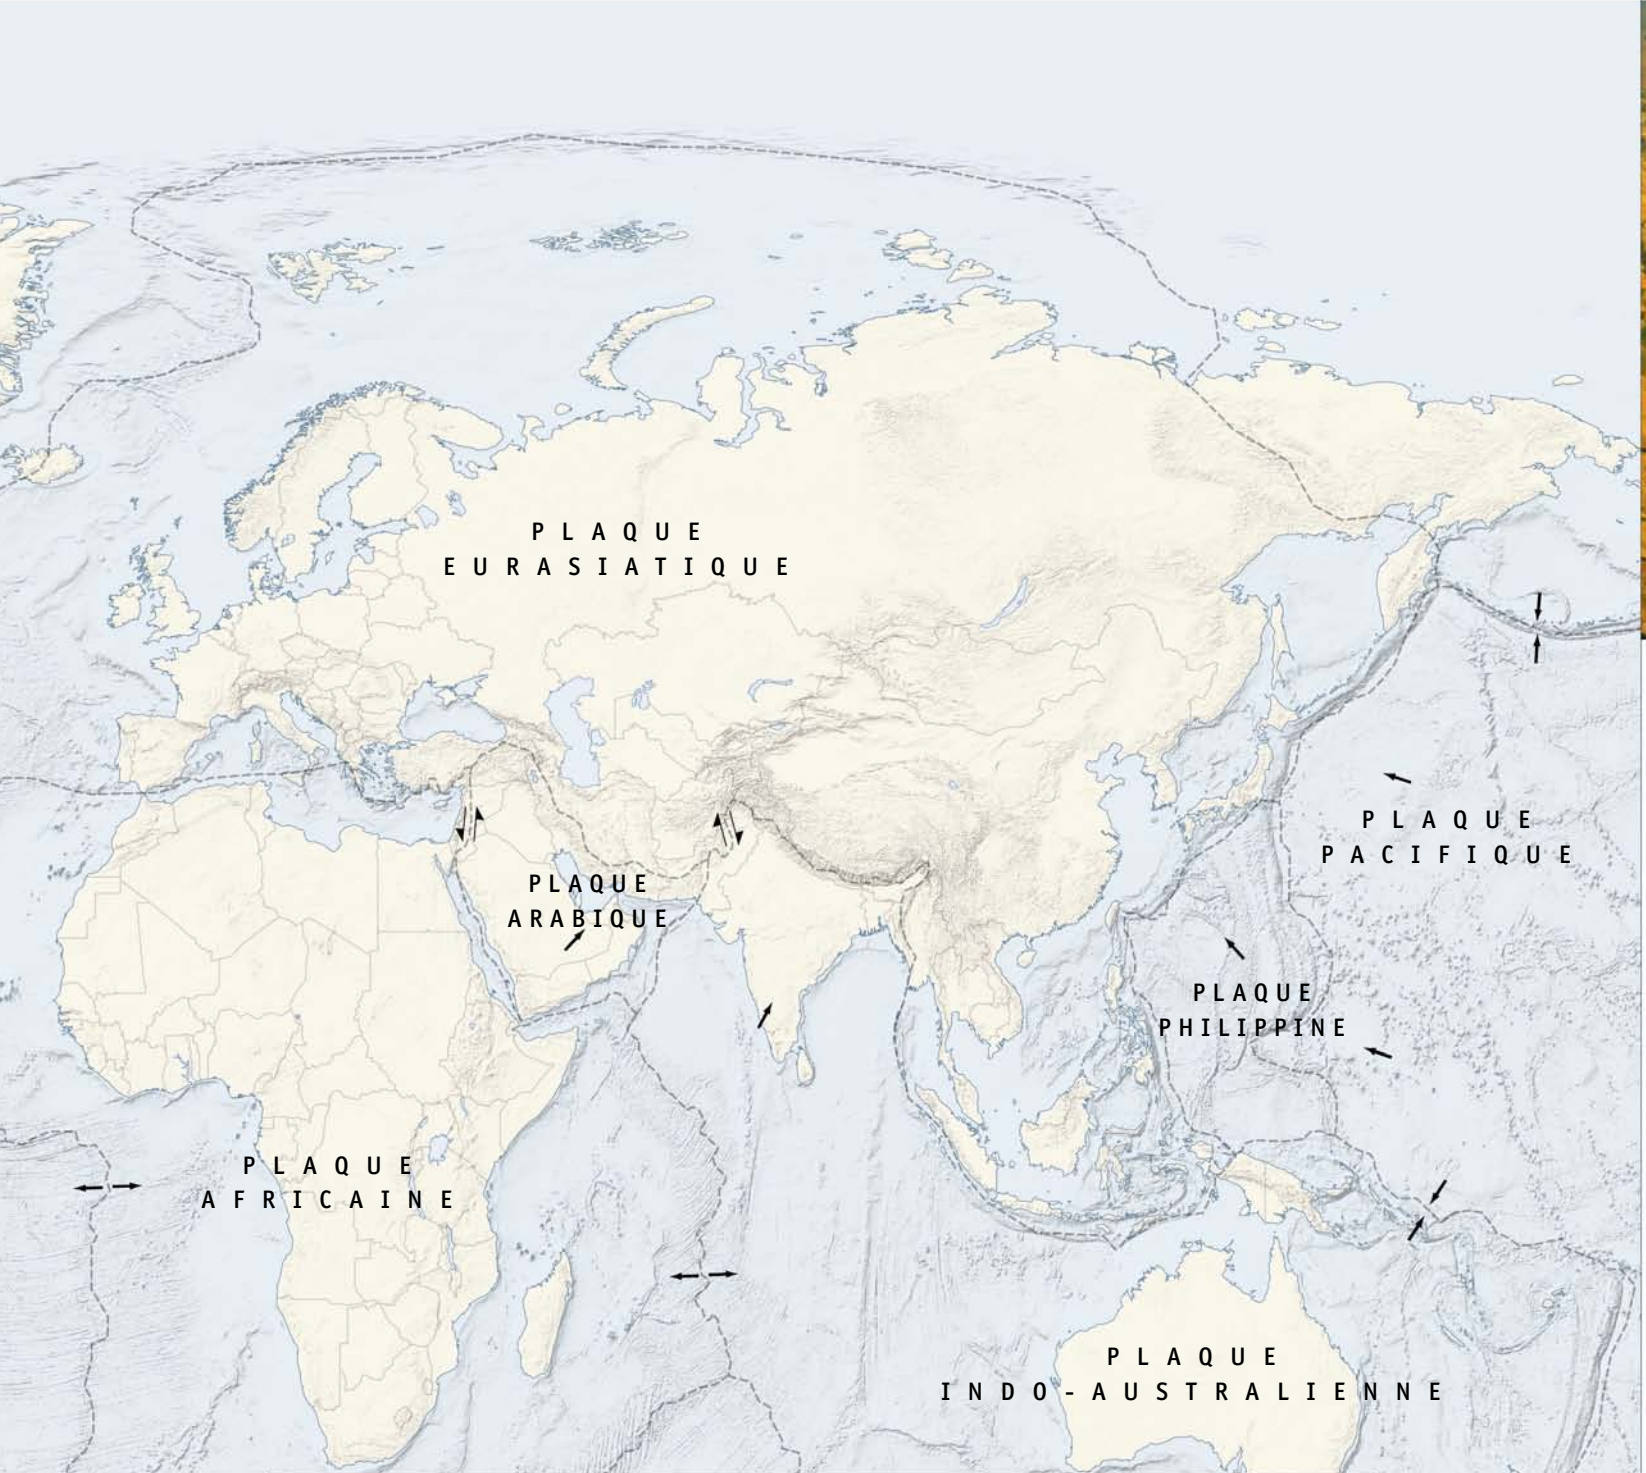 PLAQUE
EURASIATIQUE
PLAQUE
PACIFIQUE
PLAQUE
ARABIQUE
PLAQUE
PHILIPPINE
PLAQUE
AFRICAINE
PLAQUE
INDO-AUSTRALIENNE